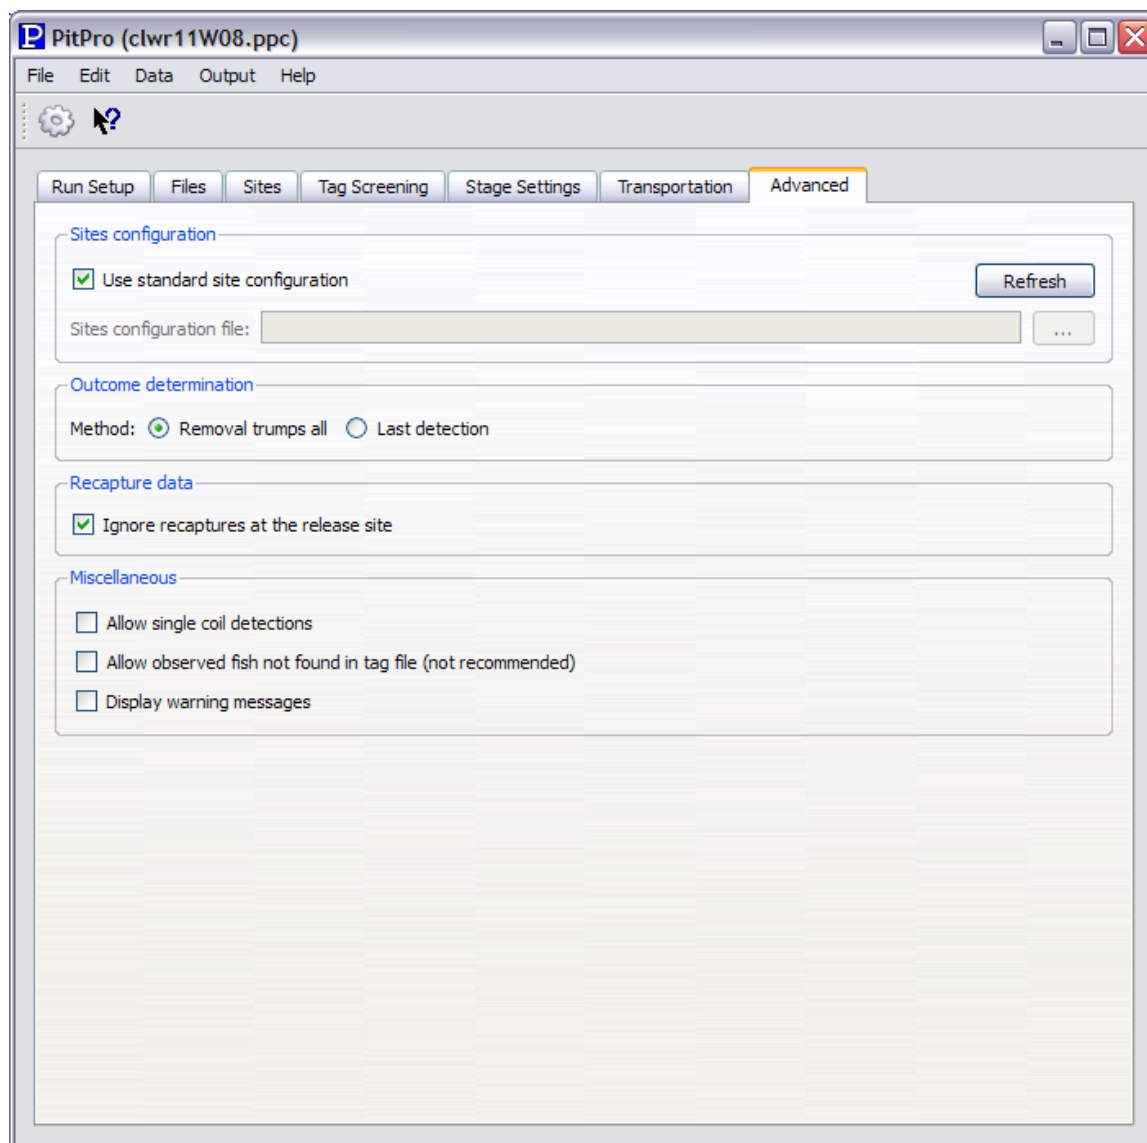 PitPro (clwr11W08.ppc)
File Edit Data Output Help
Run Setup Files Sites Tag Screening Stage Settings Transportation Advanced
Sites configuration
Use standard site configuration Refresh
Sites configuration file: ...
Outcome determination
Method: Removal trumps all Last detection
Recapture data
Ignore recaptures at the release site
Miscellaneous
Allow single coil detections
Allow observed fish not found in tag file (not recommended)
Display warning messages